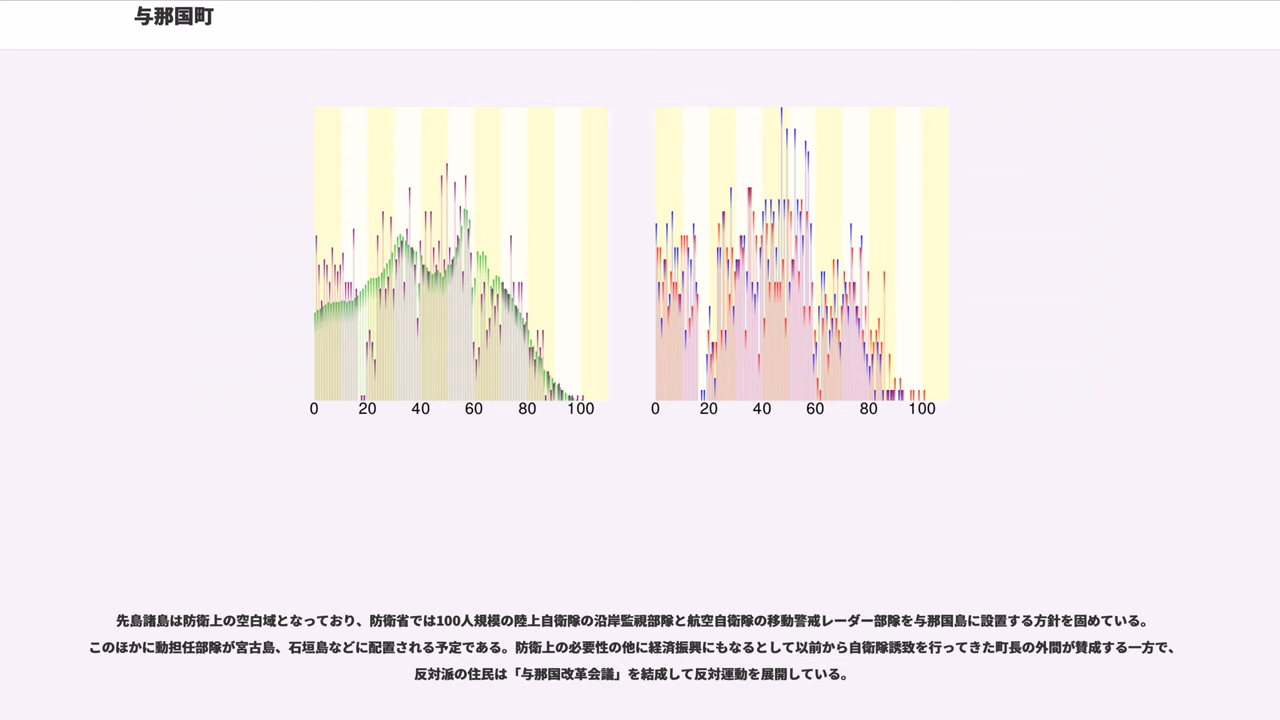 与那国町
0 20 40 60 80 100
0 20 40 60 80 100
先島諸島は防衛上の空白域となっており、防衛省では100人規模の陸上自衛隊の沿岸監視部隊と航空自衛隊の移動警戒レーダー部隊を与那国島に設置する方針を固めている。
このほかに動担任部隊が宮古島、石垣島などに配置される予定である。防衛上の必要性の他に経済振興にもなるとして以前から自衛隊誘致を行ってきた町長の外間が賛成する一方で、
反対派の住民は「与那国改革会議」を結成して反対運動を展開している。